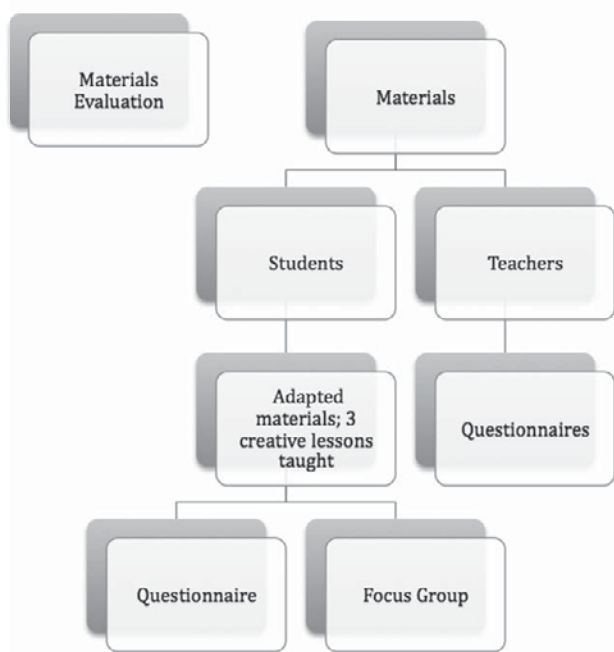 Materials
Evaluation
Materials
Students
Teachers
Adapted
materials; 3
creative lessons
taught
Questionnaires
Questionnaire
Focus Group